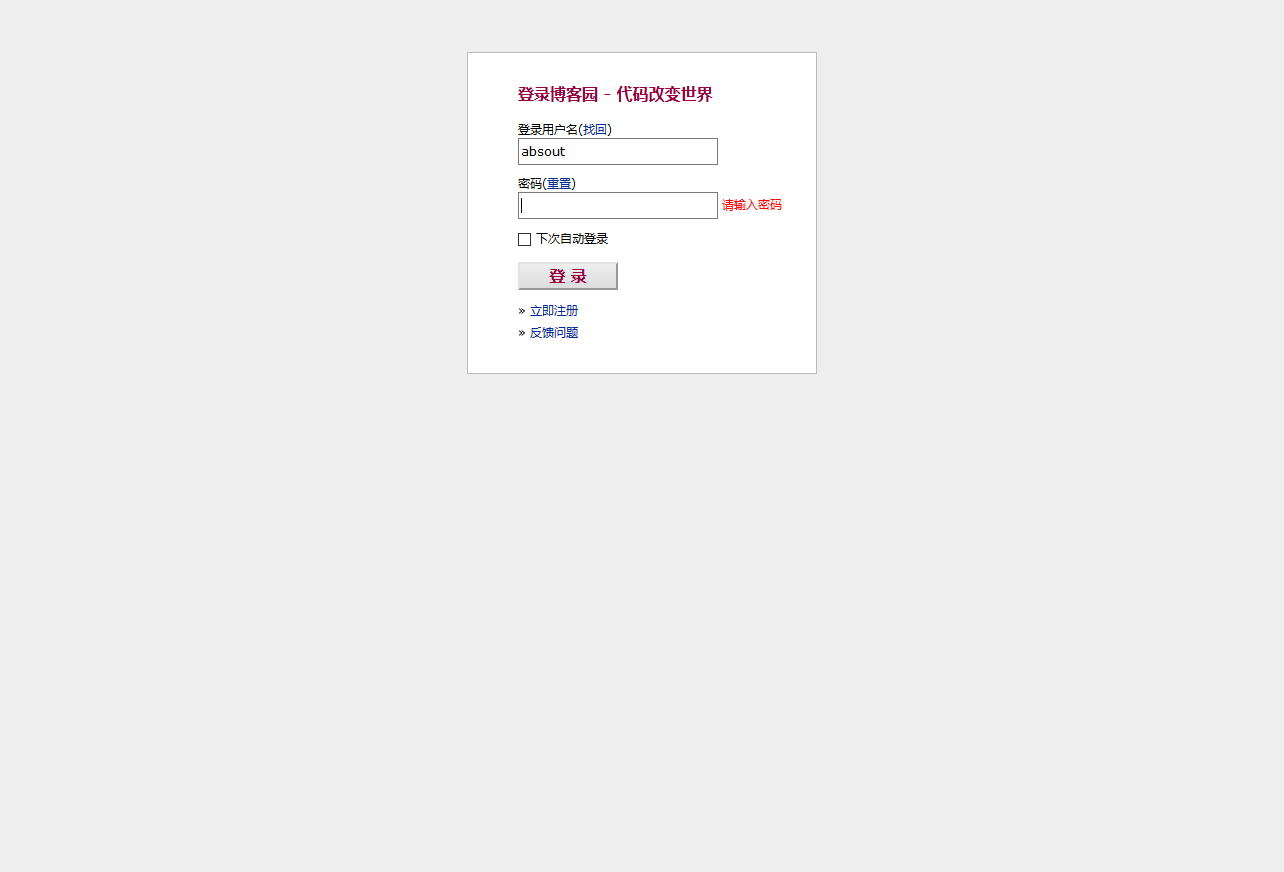 登录博客园 - 代码改变世界
登录用户名(找回)
absout
密码(重置)
请输入密码
下次自动登录
登 录
» 立即注册
» 反馈问题